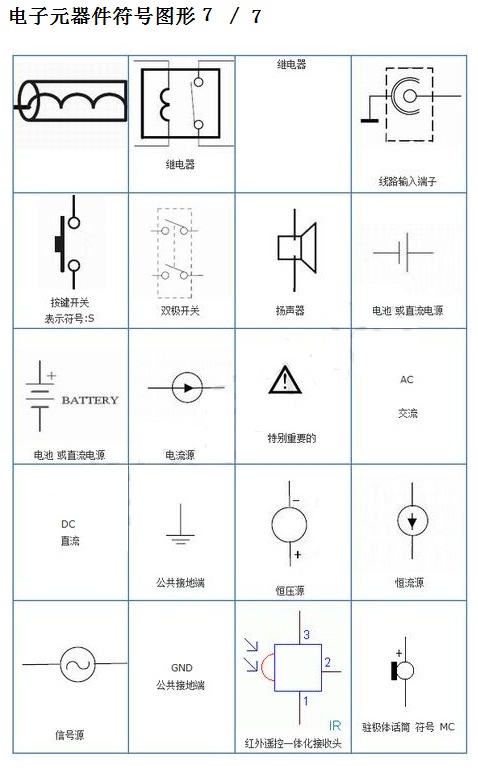 电子元器件符号图形7 / 7
继电器
继电器
线路输入端子
按键开关
表示符号:S
双极开关
扬声器
电池 或直流电源
+
BATTERY
电池 或直流电源
电流源
特别重要的
AC
交流
DC
直流
公共接地端
-
+
恒压源
恒流源
信号源
GND
公共接地端
3
2
1
IR
红外遥控一体化接收头
+
驻极体话筒 符号 MC